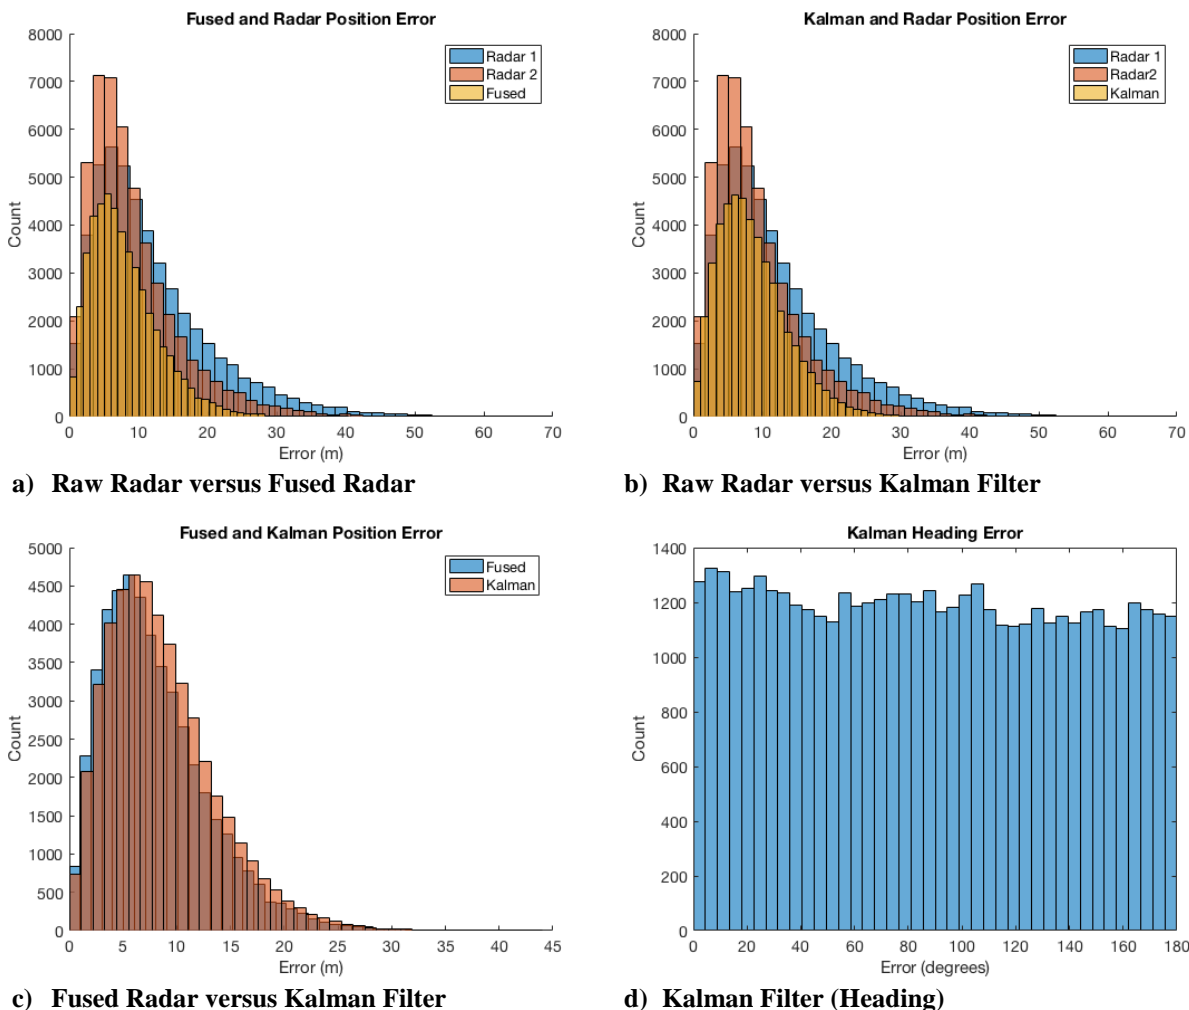 Fused and Radar Position Error
8000
7000
6000
5000
4000
3000
2000
1000
0
Count
Radar 1
Radar 2
Fused
0 10 20 30 40 50 60 70
Error (m)
a) Raw Radar versus Fused Radar
Kalman and Radar Position Error
8000
7000
6000
5000
4000
3000
2000
1000
0
Count
Radar 1
Radar2
Kalman
0 10 20 30 40 50 60 70
Error (m)
b) Raw Radar versus Kalman Filter
Fused and Kalman Position Error
5000
4500
4000
3500
3000
2500
2000
1500
1000
500
0
Count
Fused
Kalman
0 5 10 15 20 25 30 35 40 45
Error (m)
c) Fused Radar versus Kalman Filter
Kalman Heading Error
1400
1200
1000
800
600
400
200
0
Count
0 20 40 60 80 100 120 140 160 180
Error (degrees)
d) Kalman Filter (Heading)